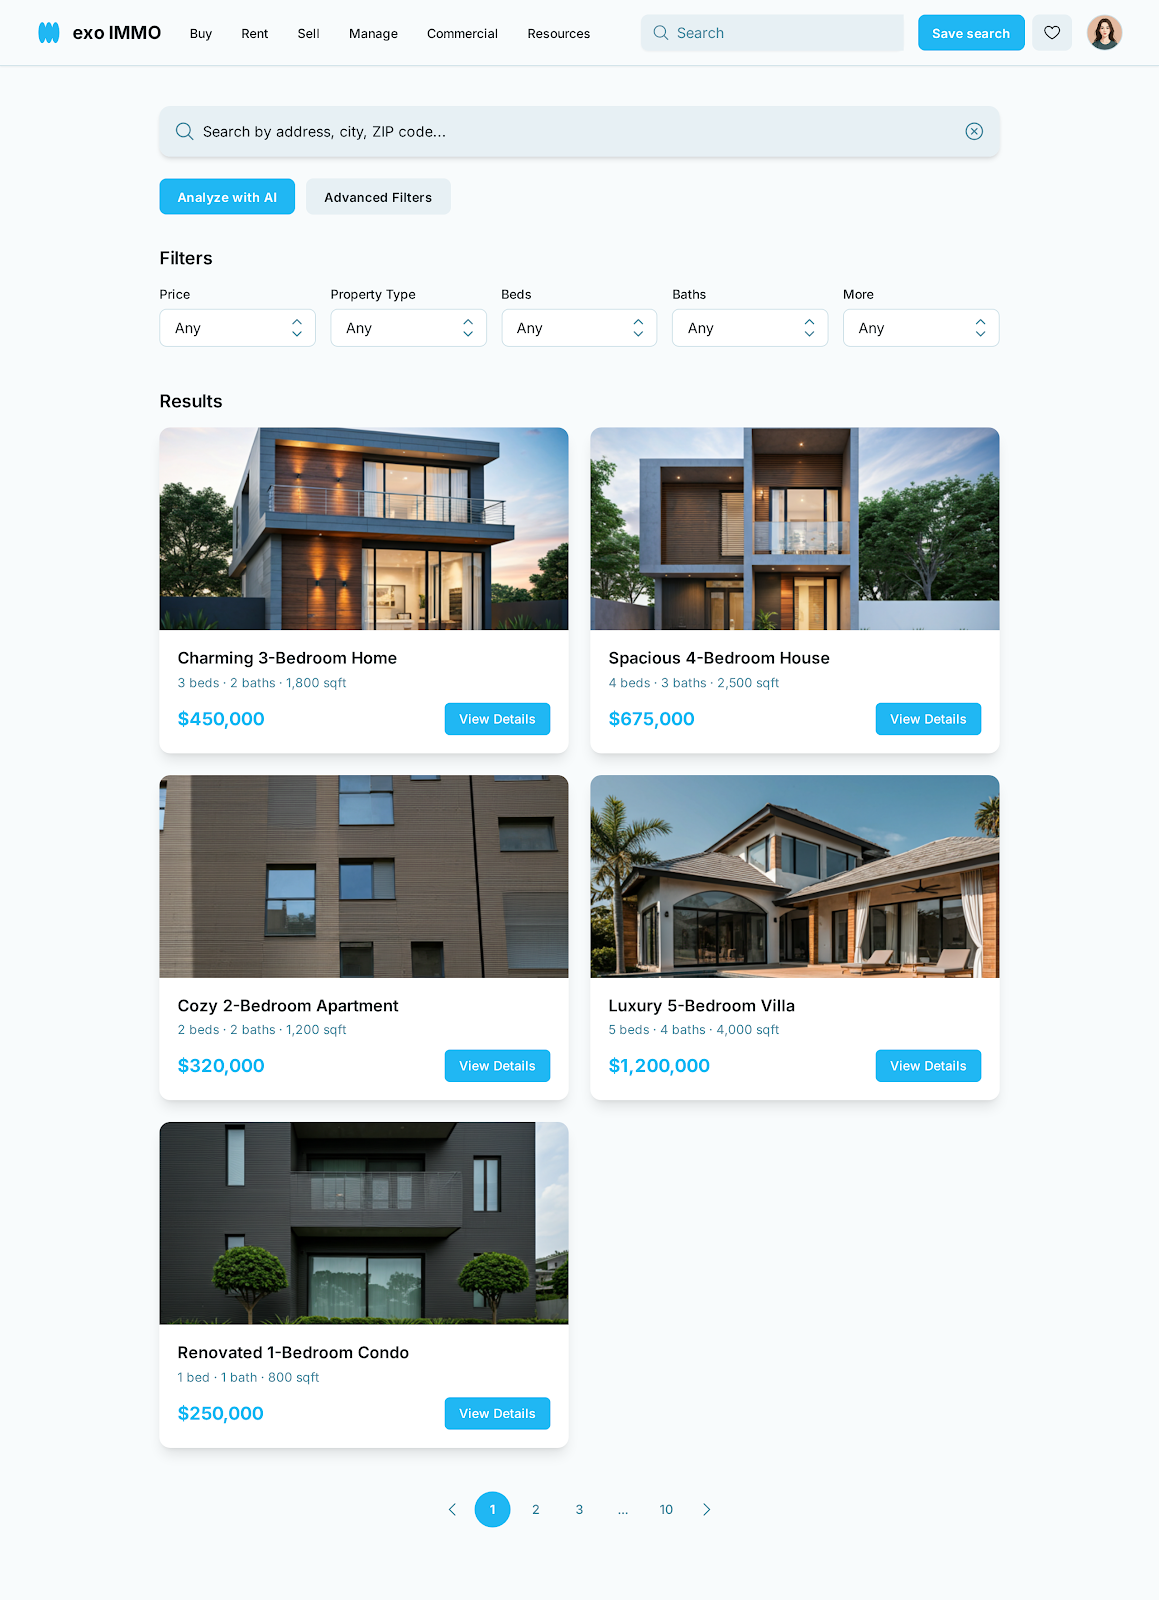 exo IMMO
Buy
Rent
Sell
Manage
Commercial
Resources
Search
Save search
Search by address, city, ZIP code...
Analyze with AI
Advanced Filters
Filters
Price
Property Type
Beds
Baths
More
Any
Any
Any
Any
Any
Results
Charming 3-Bedroom Home
3 beds · 2 baths · 1,800 sqft
$450,000
View Details
Spacious 4-Bedroom House
4 beds · 3 baths · 2,500 sqft
$675,000
View Details
Cozy 2-Bedroom Apartment
2 beds · 2 baths · 1,200 sqft
$320,000
View Details
Luxury 5-Bedroom Villa
5 beds · 4 baths · 4,000 sqft
$1,200,000
View Details
Renovated 1-Bedroom Condo
1 bed · 1 bath · 800 sqft
$250,000
View Details
1 2 3 ... 10